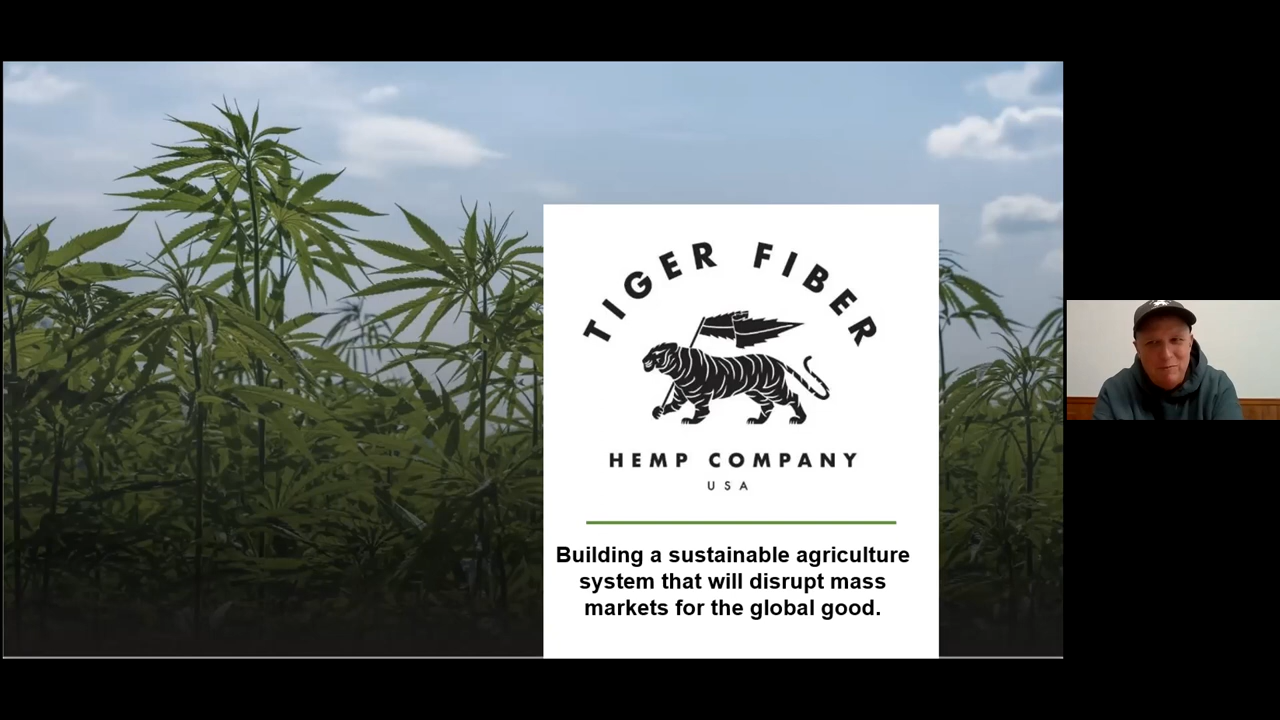 TIGER FIBER
HEMP COMPANY
USA
Building a sustainable agriculture
system that will disrupt mass
markets for the global good.